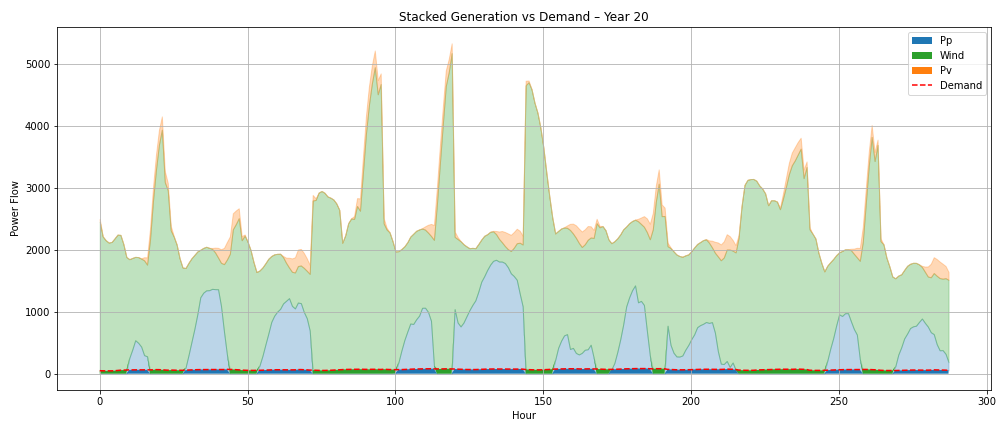 Stacked Generation vs Demand – Year 20
Power Flow
5000
4000
3000
2000
1000
0
Pp
Wind
Pv
Demand
0
50
100
150
200
250
300
Hour